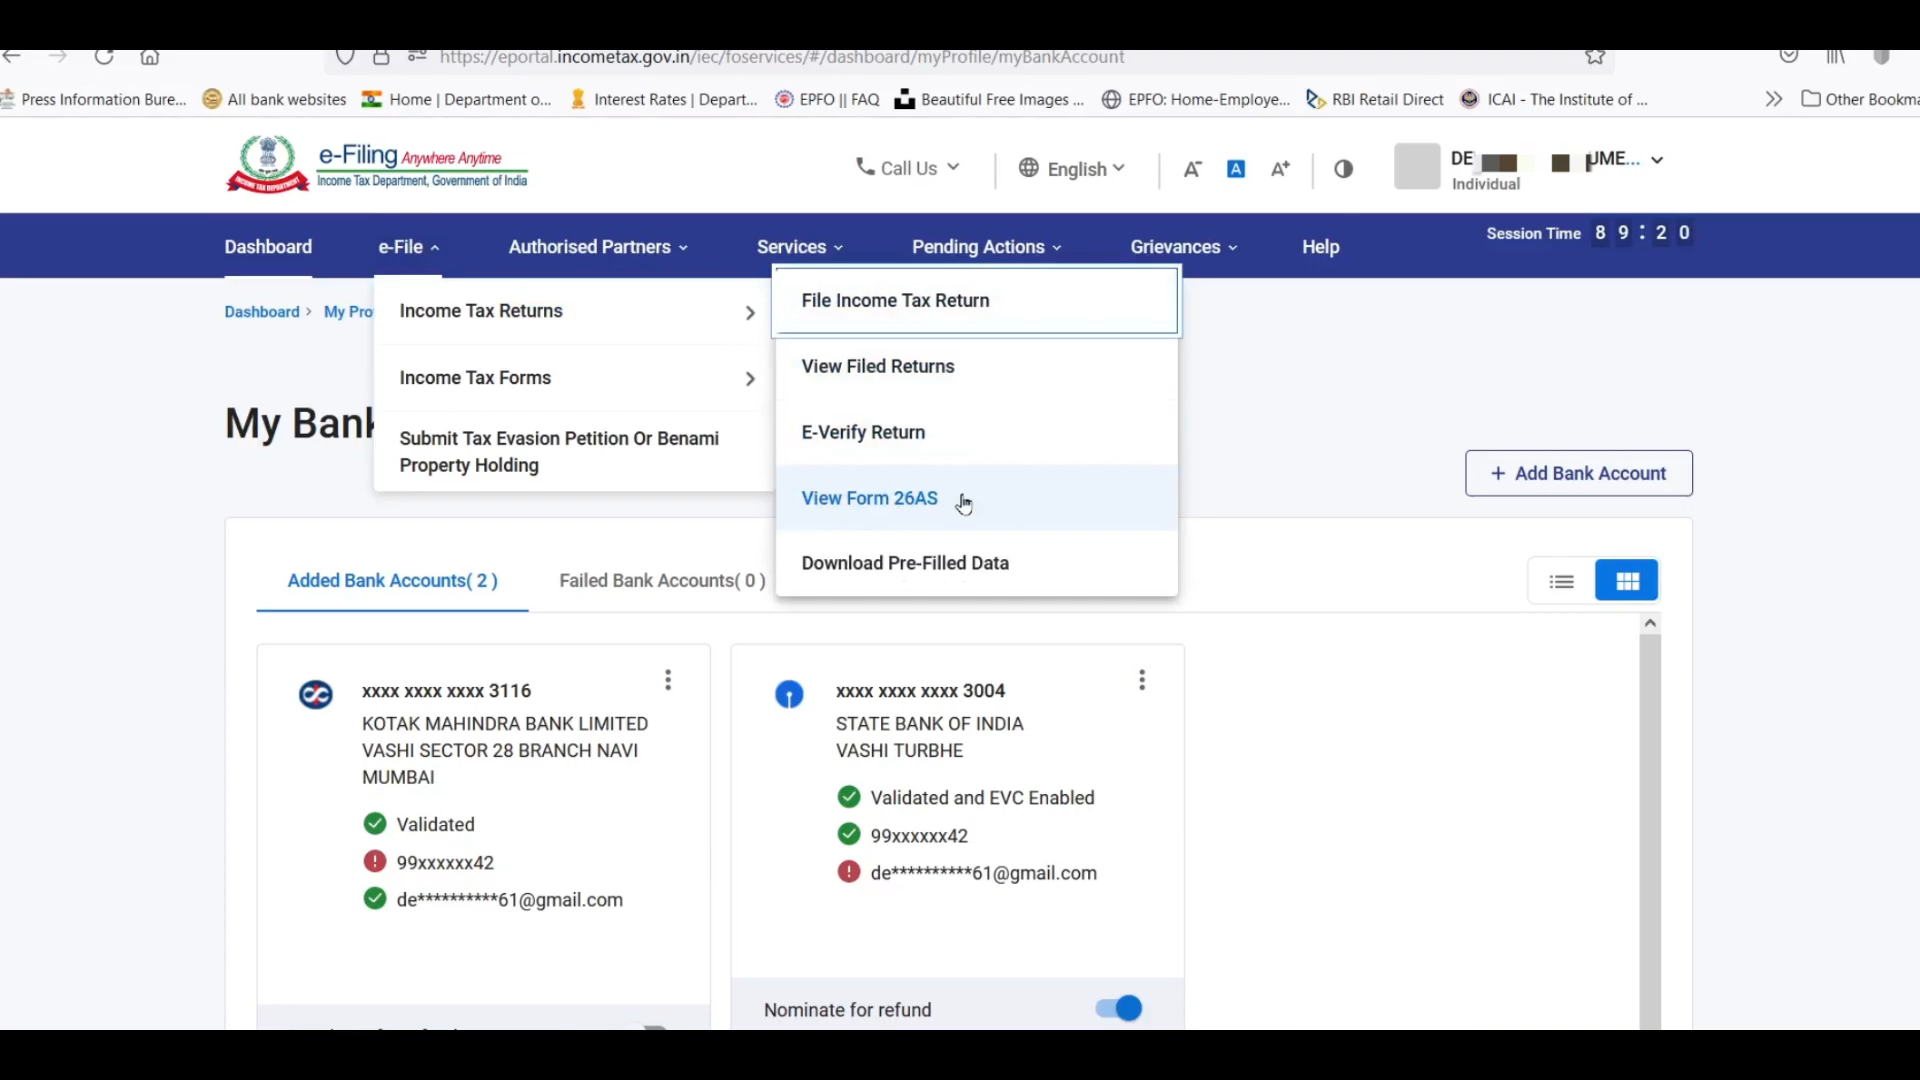 https://eportal.incometax.gov.in/iec/foservices/#/dashboard/myProfile/myBankAccount
Press Information Bure... All bank websites Home | Department o... Interest Rates | Depart... EPFO || FAQ Beautiful Free Images ... EPFO: Home-Employe... RBI Retail Direct ICAI - The Institute of ... Other Bookma
e-Filing Anywhere Anytime
Income Tax Department, Government of India
Call Us English A- A A+ DE UME...
Individual
Dashboard e-File Authorised Partners Services Pending Actions Grievances Help Session Time 8 9 : 2 0
Dashboard > My Pro
Income Tax Returns
Income Tax Forms
Submit Tax Evasion Petition Or Benami
Property Holding
File Income Tax Return
View Filed Returns
E-Verify Return
View Form 26AS
Download Pre-Filled Data
My Bank
+ Add Bank Account
Added Bank Accounts( 2 ) Failed Bank Accounts( 0 )
xxxx xxxx xxxx 3116
KOTAK MAHINDRA BANK LIMITED
VASHI SECTOR 28 BRANCH NAVI
MUMBAI
Validated
99xxxxxx42
de**********61@gmail.com
xxxx xxxx xxxx 3004
STATE BANK OF INDIA
VASHI TURBHE
Validated and EVC Enabled
99xxxxxx42
de**********61@gmail.com
Nominate for refund